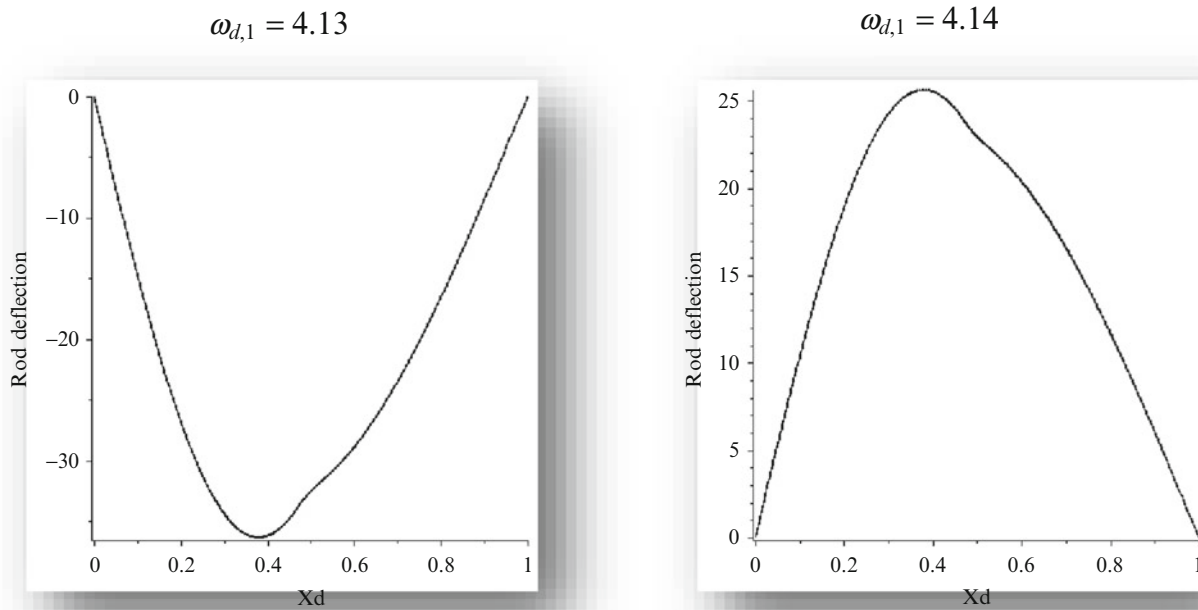 ω_{d,1} = 4.13
ω_{d,1} = 4.14
0
−10
−20
−30
Rod deflection
0 0.2 0.4 0.6 0.8 1
Xd
25
20
15
10
5
0
Rod deflection
0 0.2 0.4 0.6 0.8 1
Xd